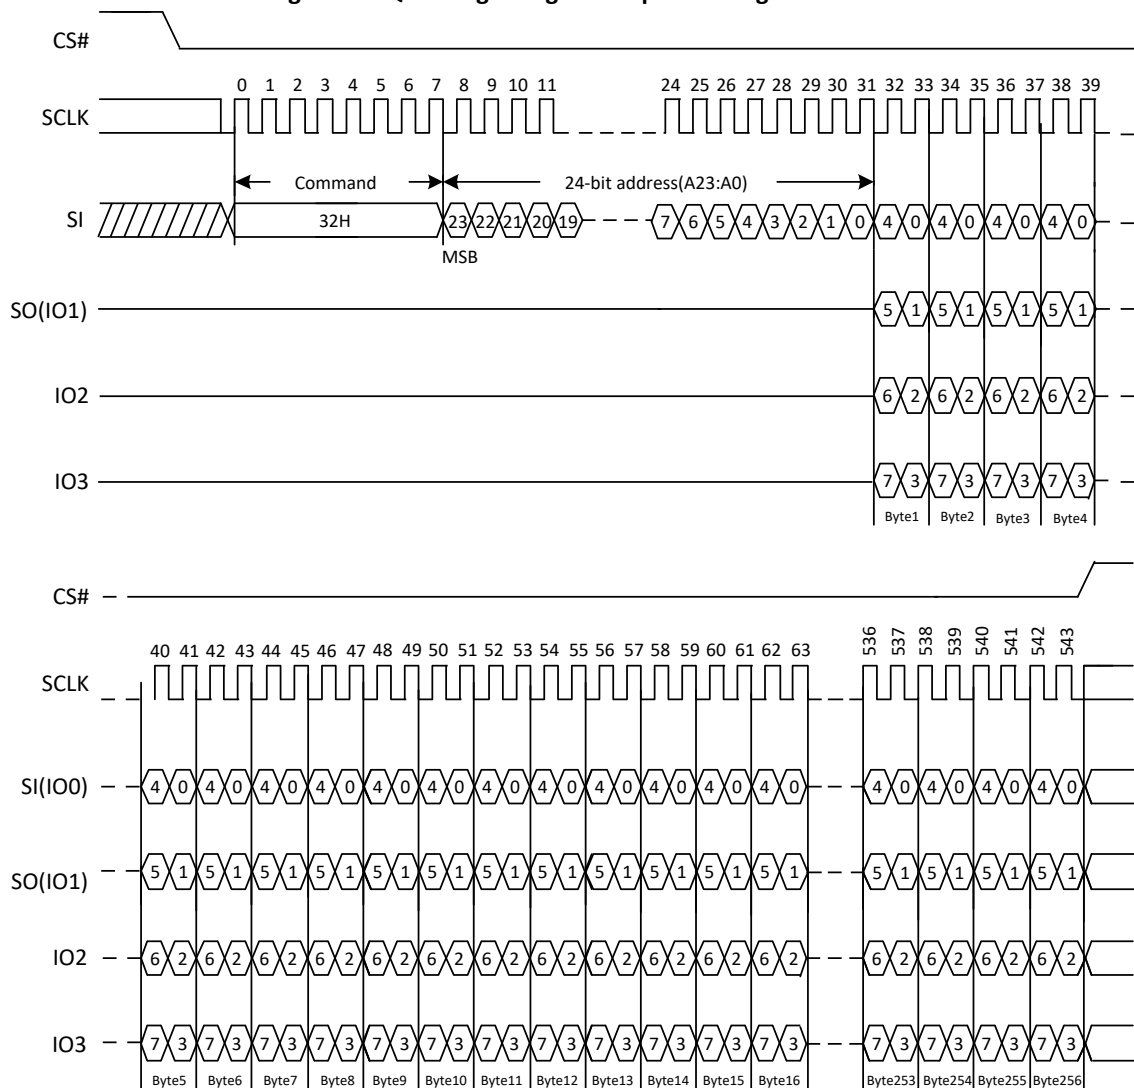 CS#
0 1 2 3 4 5 6 7 8 9 10 11 24 25 26 27 28 29 30 31 32 33 34 35 36 37 38 39
SCLK
Command 24-bit address(A23:A0)
SI 32H 23 22 21 20 19 7 6 5 4 3 2 1 0 4 0 4 0 4 0 4 0
MSB
SO(IO1) 5 1 5 1 5 1 5 1
IO2 6 2 6 2 6 2 6 2
IO3 7 3 7 3 7 3 7 3
Byte1 Byte2 Byte3 Byte4
CS#
40 41 42 43 44 45 46 47 48 49 50 51 52 53 54 55 56 57 58 59 60 61 62 63 536 537 538 539 540 541 542 543
SCLK
SI(IO0) 4 0 4 0 4 0 4 0 4 0 4 0 4 0 4 0 4 0 4 0 4 0 4 0 4 0 4 0 4 0 4 0
SO(IO1) 5 1 5 1 5 1 5 1 5 1 5 1 5 1 5 1 5 1 5 1 5 1 5 1 5 1 5 1 5 1 5 1
IO2 6 2 6 2 6 2 6 2 6 2 6 2 6 2 6 2 6 2 6 2 6 2 6 2 6 2 6 2 6 2 6 2
IO3 7 3 7 3 7 3 7 3 7 3 7 3 7 3 7 3 7 3 7 3 7 3 7 3 7 3 7 3 7 3 7 3
Byte5 Byte6 Byte7 Byte8 Byte9 Byte10 Byte11 Byte12 Byte13 Byte14 Byte15 Byte16 Byte253 Byte254 Byte255 Byte256